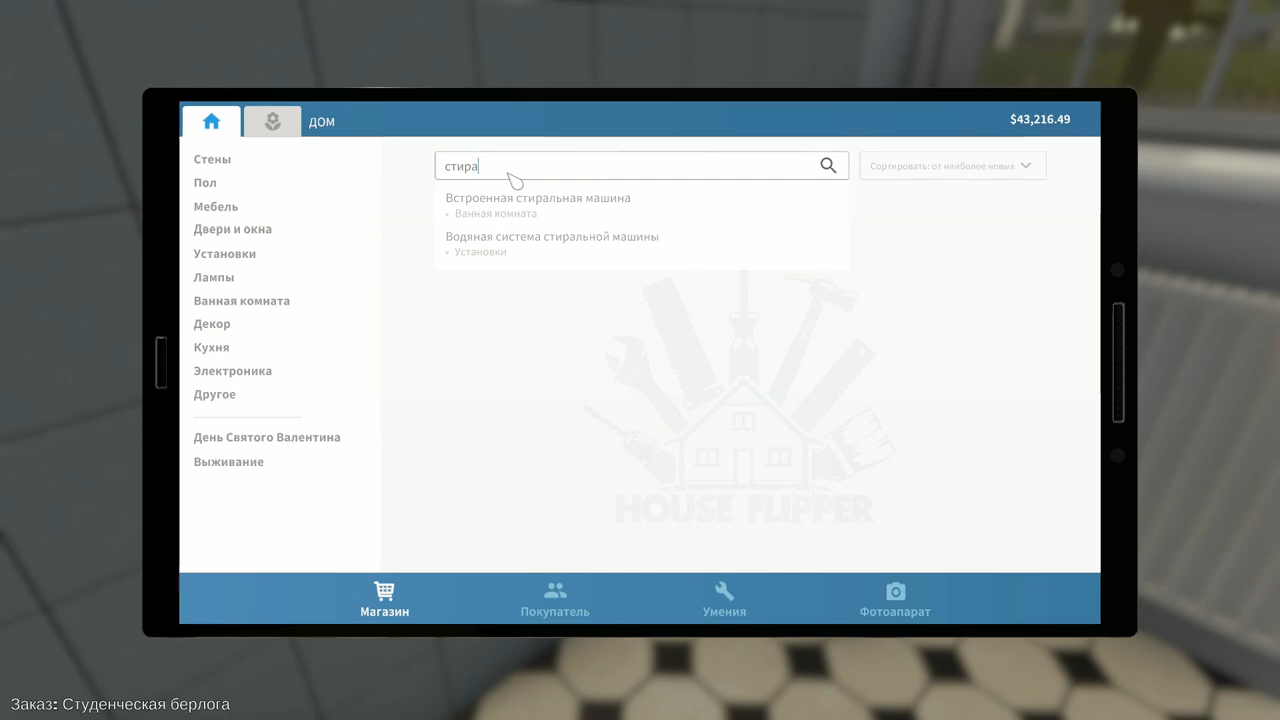 ДОМ
$43,216.49
Стены
Пол
Мебель
Двери и окна
Установки
Лампы
Ванная комната
Декор
Кухня
Электроника
Другое
День Святого Валентина
Выживание
стира
Сортировать: от наиболее новых
Встроенная стиральная машина
• Ванная комната
Водяная система стиральной машины
• Установки
HOUSE FLIPPER
Магазин
Покупатель
Умения
Фотоаппарат
Заказ: Студенческая берлога